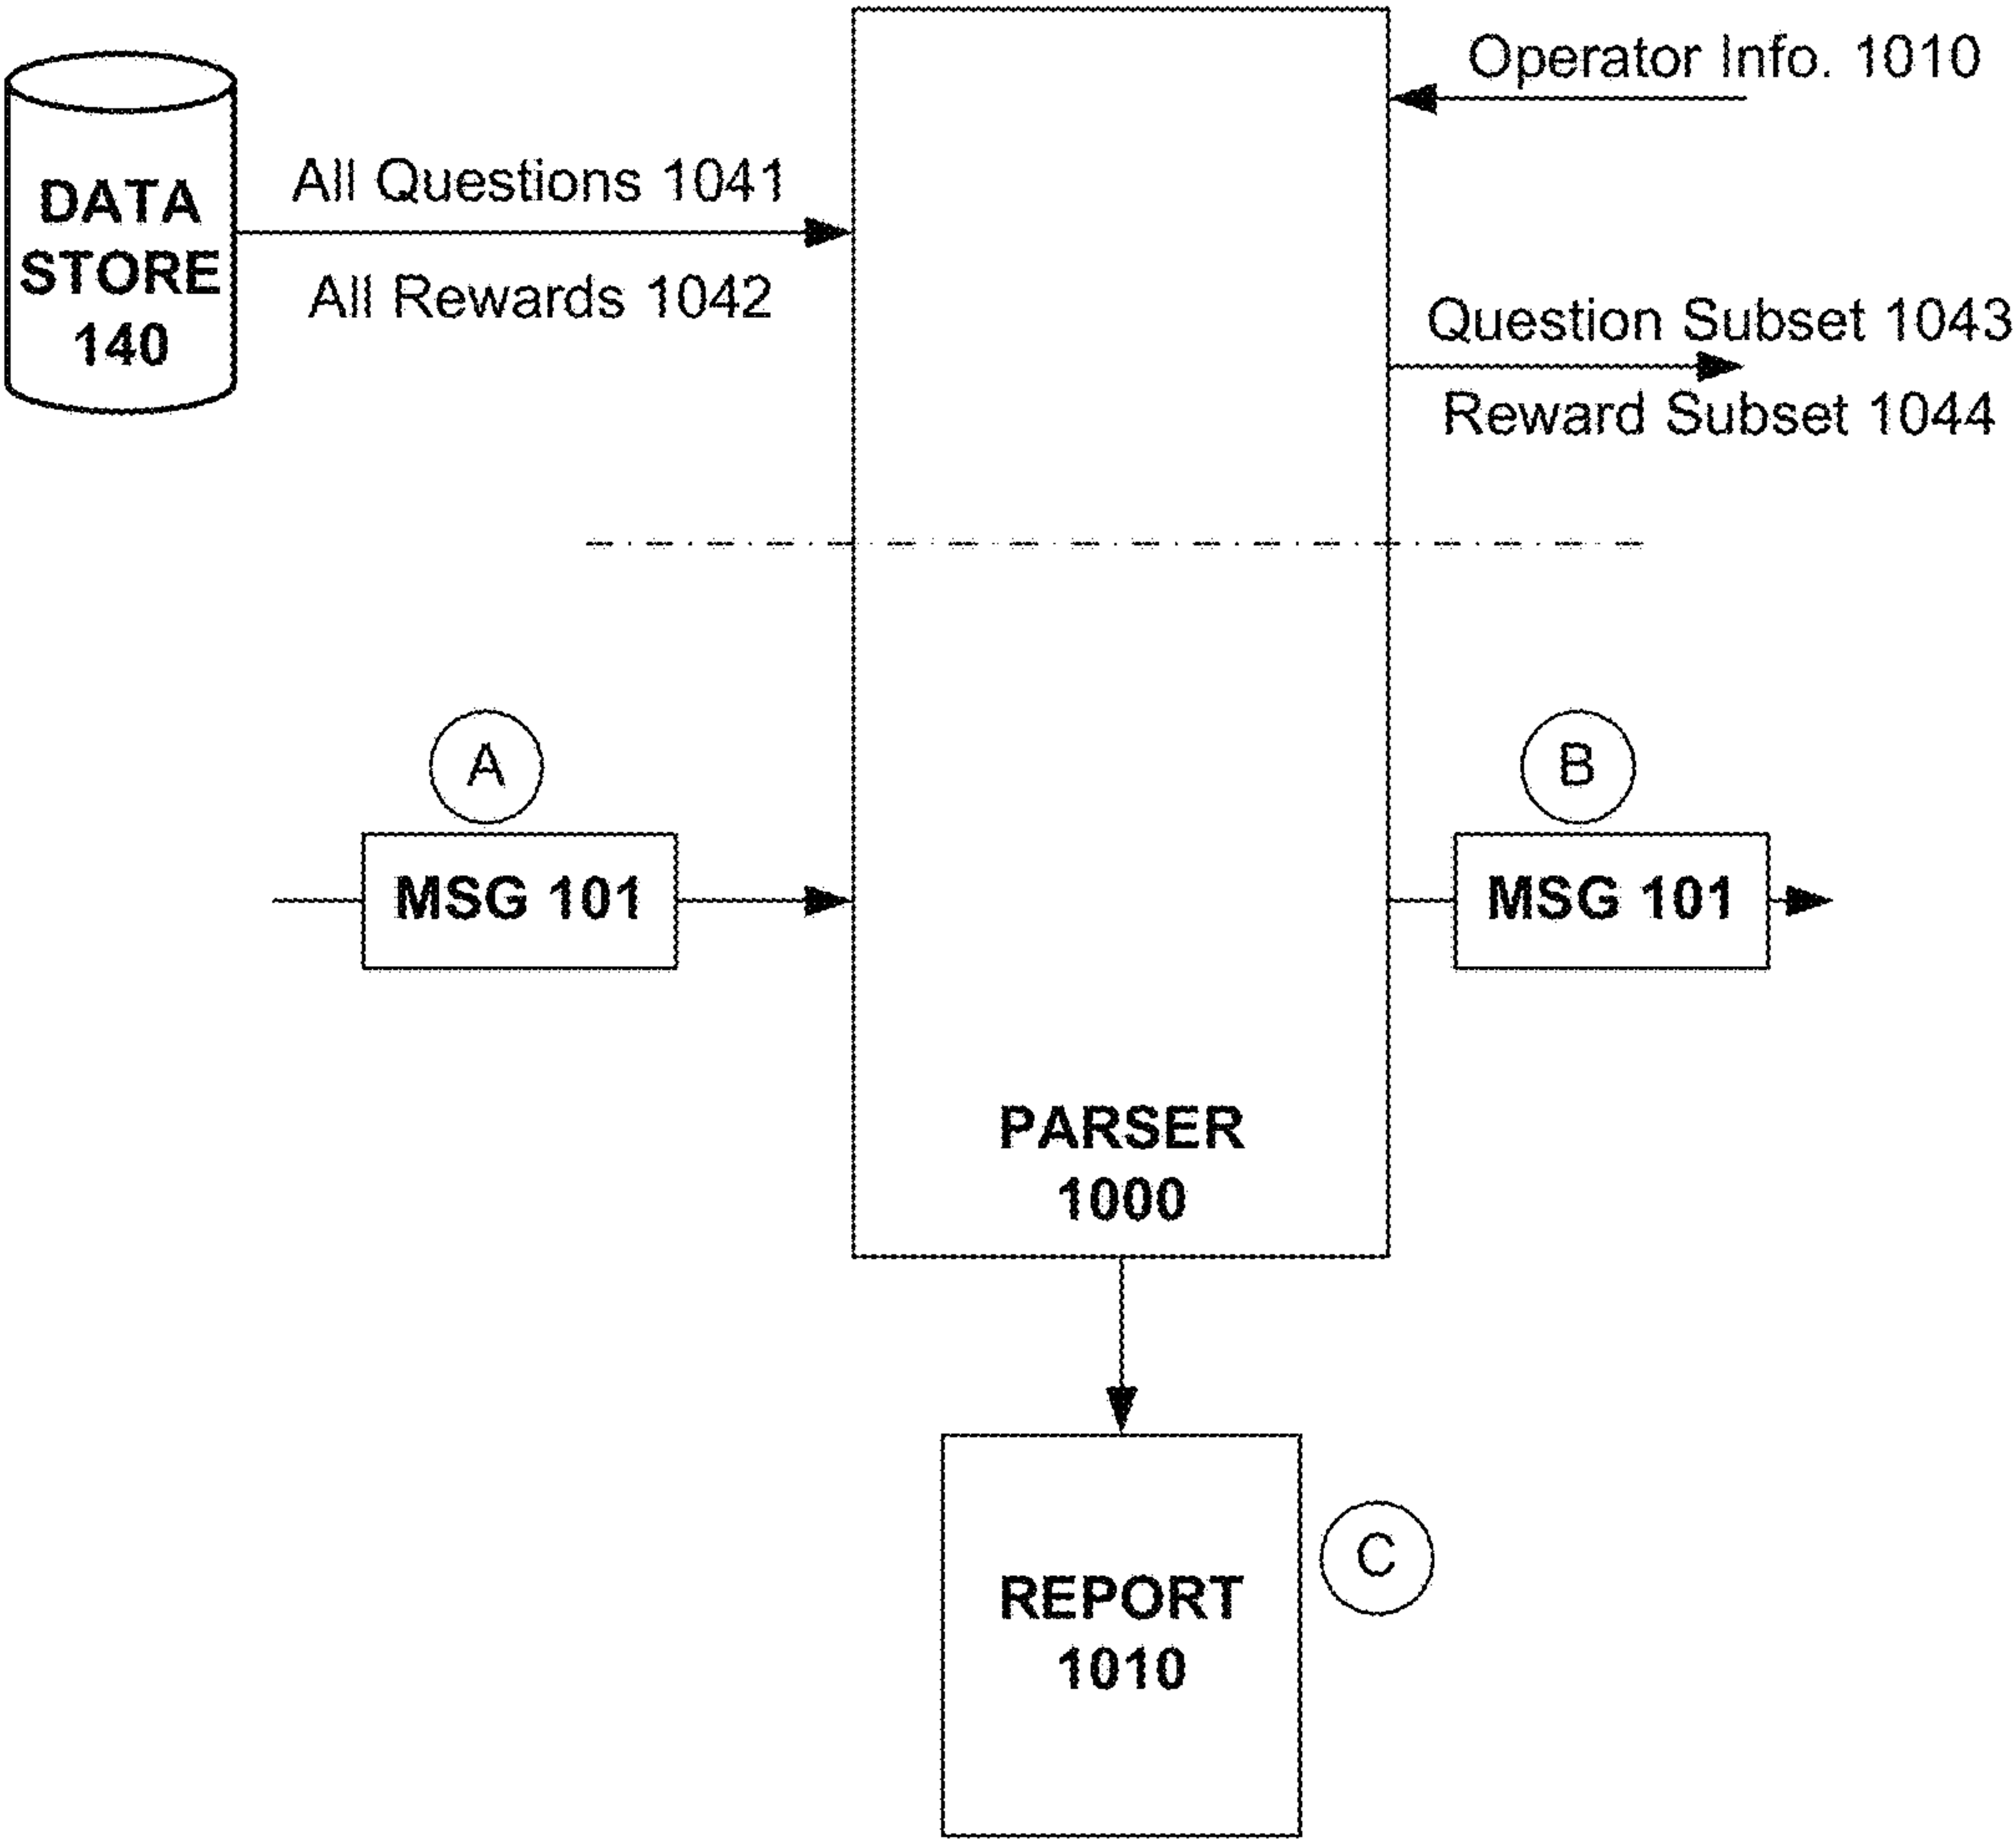 Operator Info. 1010
All Questions 1041
DATA
STORE
140
All Rewards 1042
Question Subset 1043
Reward Subset 1044
A
B
MSG 101
MSG 101
PARSER
1000
C
REPORT
1010